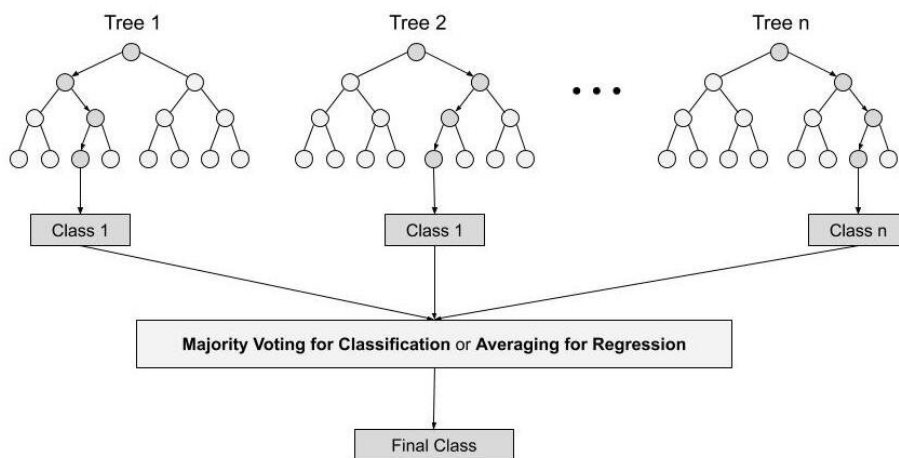 Tree 1
Tree 2
Tree n
Class 1
Class 1
Class n
Majority Voting for Classification or Averaging for Regression
Final Class